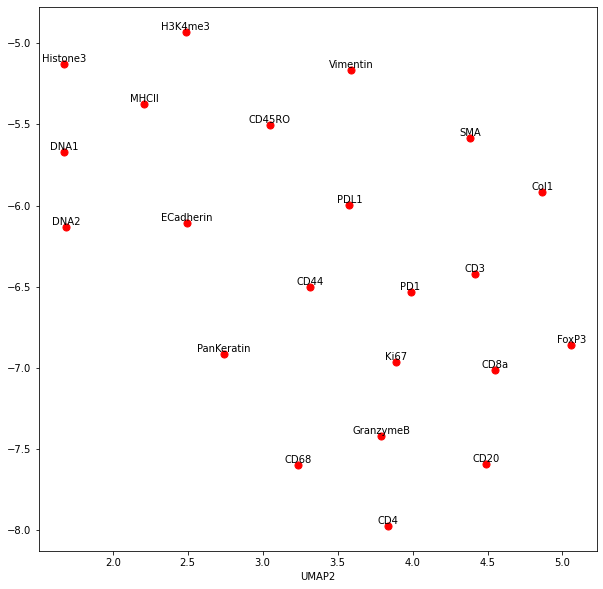 H3K4me3
−5.0
Histone3
Vimentin
MHCII
CD45RO
−5.5
SMA
DNA1
Col1
PDL1
−6.0
DNA2
ECadherin
CD3
CD44
PD1
−6.5
FoxP3
PanKeratin
Ki67
CD8a
−7.0
GranzymeB
−7.5
CD68
CD20
CD4
−8.0
2.0 2.5 3.0 3.5 4.0 4.5 5.0
UMAP2